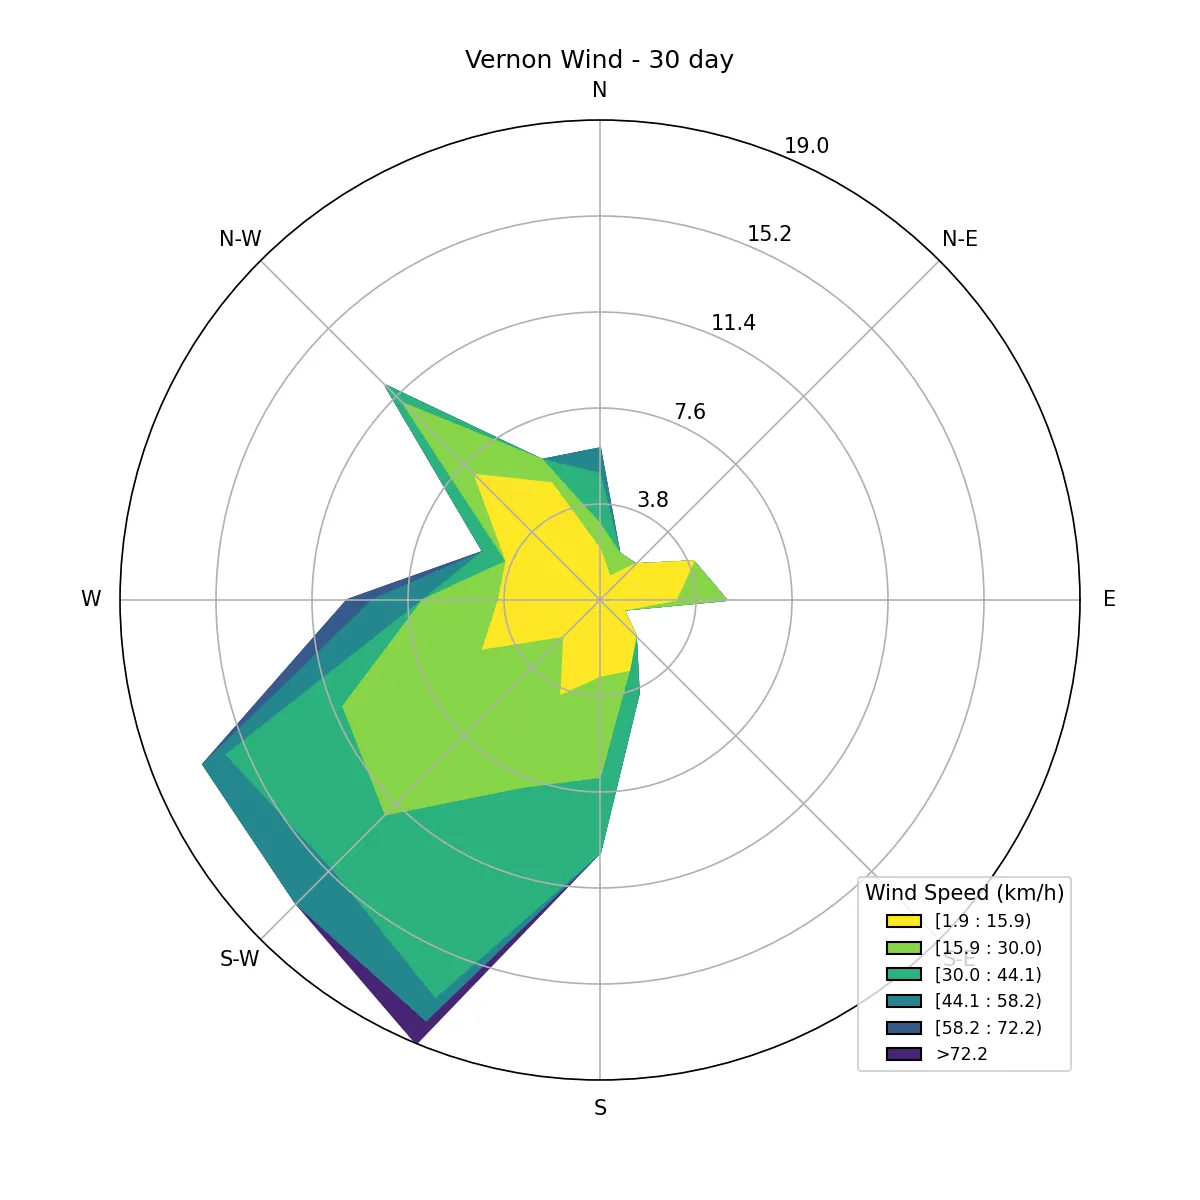 Vernon Wind - 30 day
N
19.0
N-W
15.2
N-E
11.4
7.6
3.8
W
E
S-W
S-E
S
Wind Speed (km/h)
[1.9 : 15.9)
[15.9 : 30.0)
[30.0 : 44.1)
[44.1 : 58.2)
[58.2 : 72.2)
>72.2